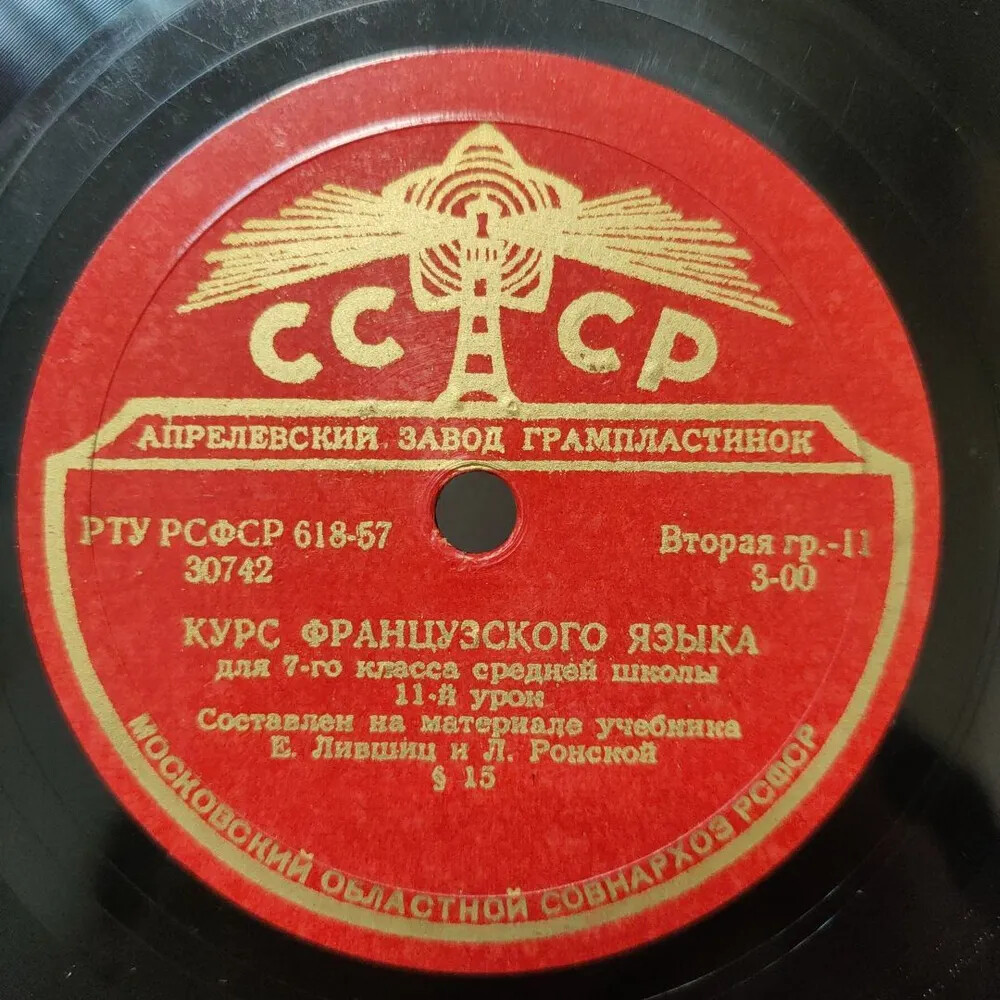 СССР
АПРЕЛЕВСКИЙ ЗАВОД ГРАМПЛАСТИНОК
РТУ РСФСР 618-57
30742
Вторая гр.-11
3-00
КУРС ФРАНЦУЗСКОГО ЯЗЫКА
для 7-го класса средней школы
11-й урок
Составлен на материале учебника
Е. Лившиц и Л. Ронской
§ 15
МОСКОВСКИЙ ОБЛАСТНОЙ СОВНАРХОЗ РСФСР